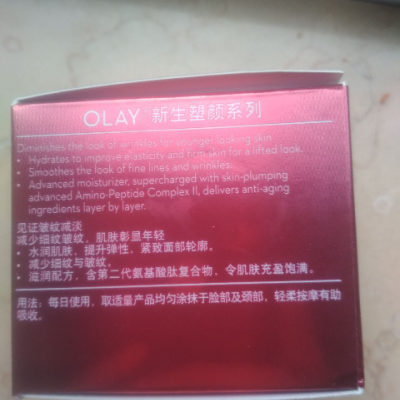 OLAY 新生塑颜系列
Diminishes the look of wrinkles for younger looking skin
• Hydrates to improve elasticity and firm skin for a lifted look.
• Smoothes the look of fine lines and wrinkles.
• Advanced moisturizer, supercharged with skin-plumping
advanced Amino-Peptide Complex II, delivers anti-aging
ingredients layer by layer.
见证皱纹减淡
减少细纹皱纹，肌肤彰显年轻
• 水润肌肤，提升弹性，紧致面部轮廓。
• 减少细纹与皱纹。
• 滋润配方，含第二代氨基酸肽复合物，令肌肤充盈饱满。
用法：每日使用，取适量产品均匀涂抹于脸部及颈部，轻柔按摩有助
吸收。